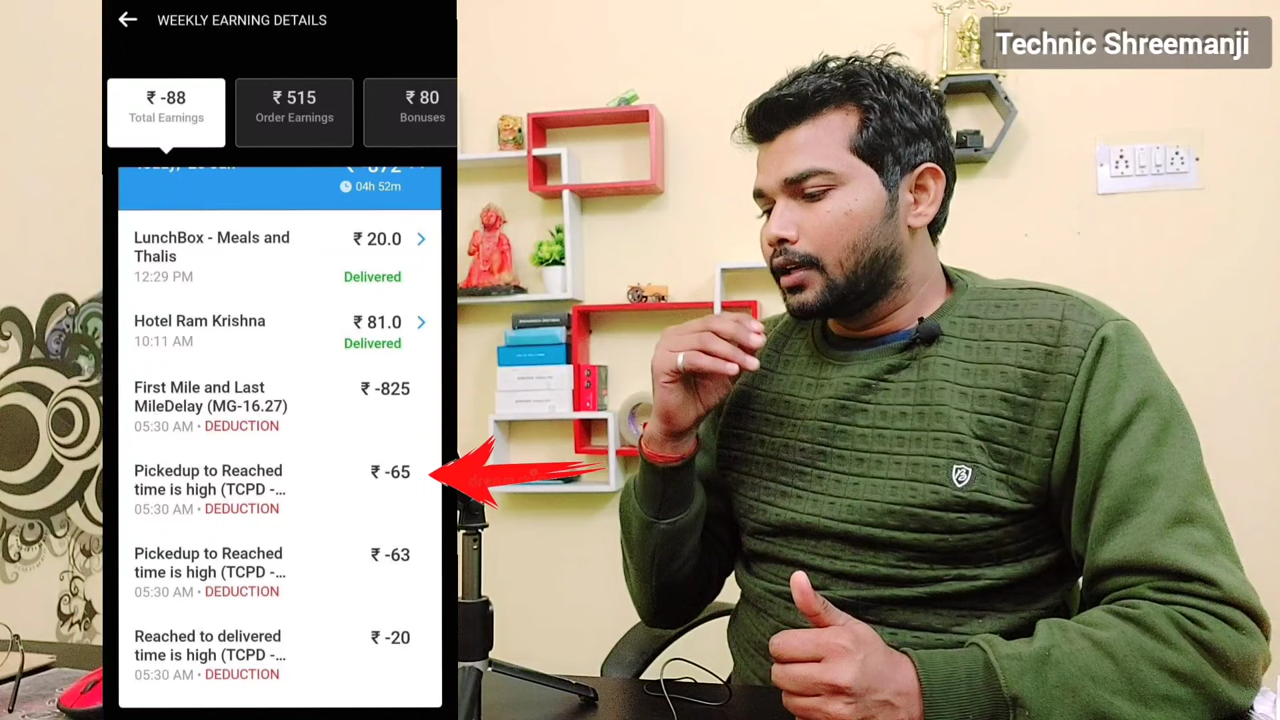 WEEKLY EARNING DETAILS
Technic Shreemanji
₹ -88
Total Earnings
₹ 515
Order Earnings
₹ 80
Bonuses
04h 52m
LunchBox - Meals and
Thalis
₹ 20.0
12:29 PM
Delivered
Hotel Ram Krishna
₹ 81.0
10:11 AM
Delivered
First Mile and Last
MileDelay (MG-16.27)
₹ -825
05:30 AM • DEDUCTION
Pickedup to Reached
time is high (TCPD -...
₹ -65
05:30 AM • DEDUCTION
Pickedup to Reached
time is high (TCPD -...
₹ -63
05:30 AM • DEDUCTION
Reached to delivered
time is high (TCPD -...
₹ -20
05:30 AM • DEDUCTION